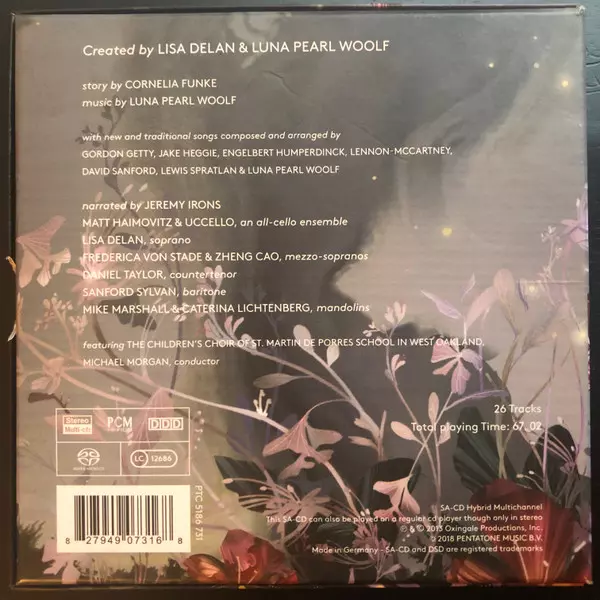 Created by LISA DELAN & LUNA PEARL WOOLF
story by CORNELIA FUNKE
music by LUNA PEARL WOOLF
with new and traditional songs composed and arranged by
GORDON GETTY, JAKE HEGGIE, ENGELBERT HUMPERDINCK, LENNON-MCCARTNEY,
DAVID SANFORD, LEWIS SPRATLAN & LUNA PEARL WOOLF
narrated by JEREMY IRONS
MATT HAIMOVITZ & UCCELLO, an all-cello ensemble
LISA DELAN, soprano
FREDERICA VON STADE & ZHENG CAO, mezzo-sopranos
DANIEL TAYLOR, countertenor
SANFORD SYLVAN, baritone
MIKE MARSHALL & CATERINA LICHTENBERG, mandolins
featuring THE CHILDREN'S CHOIR OF ST. MARTIN DE PORRES SCHOOL IN WEST OAKLAND,
MICHAEL MORGAN, conductor
26 Tracks
Total playing Time: 67. 02
Stereo
Multi-ch
PCM
DDD
LC 12686
PTC 5186 731
8 27949 07316 8
SA-CD Hybrid Multichannel
This SA-CD can also be played on a regular cd player though only in stereo
℗ & © 2013 Oxingale Productions, Inc.
© 2018 PENTATONE MUSIC B.V.
Made in Germany - SA-CD and DSD are registered trademarks